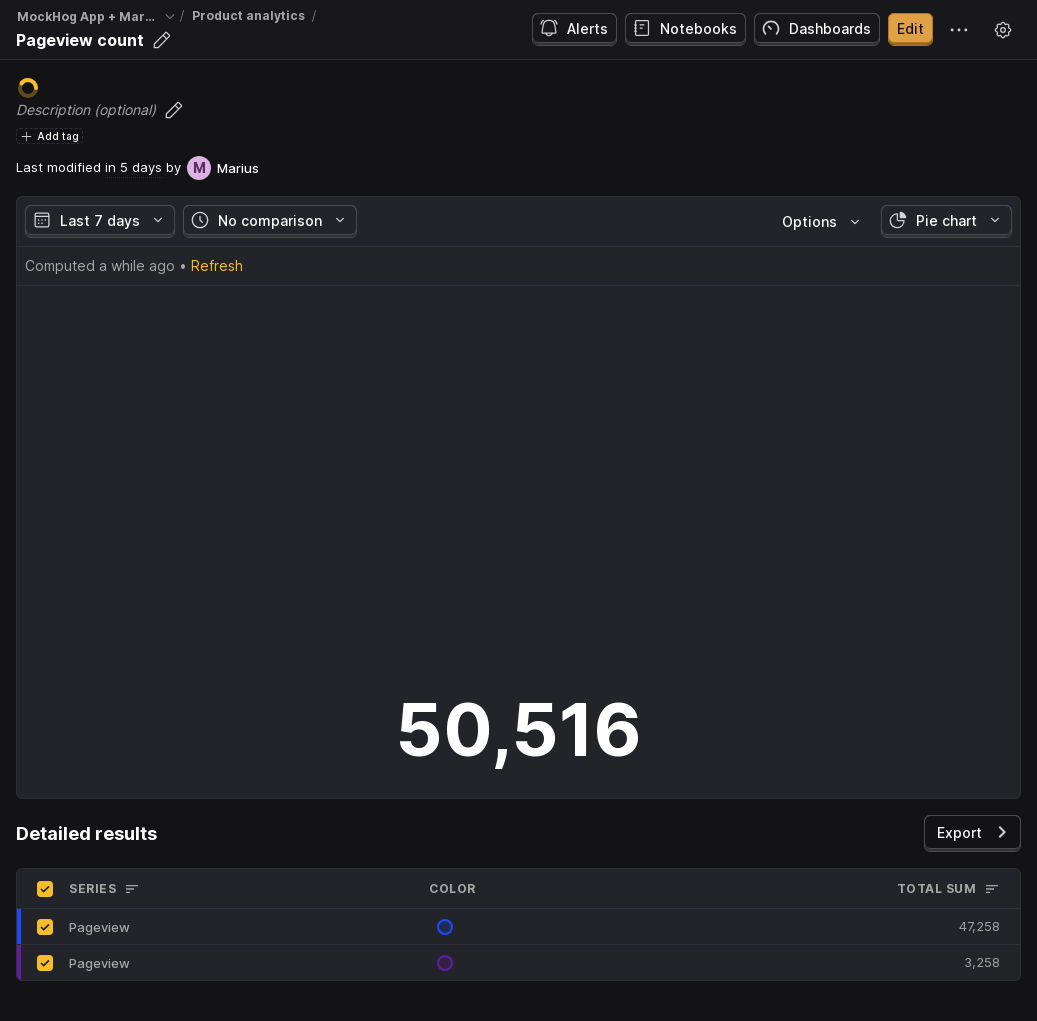 MockHog App + Mar... / Product analytics /
Pageview count
Alerts
Notebooks
Dashboards
Edit
Description (optional)
Add tag
Last modified in 5 days by M Marius
Last 7 days
No comparison
Options
Pie chart
Computed a while ago • Refresh
50,516
Detailed results
Export
SERIES COLOR TOTAL SUM
Pageview 47,258
Pageview 3,258